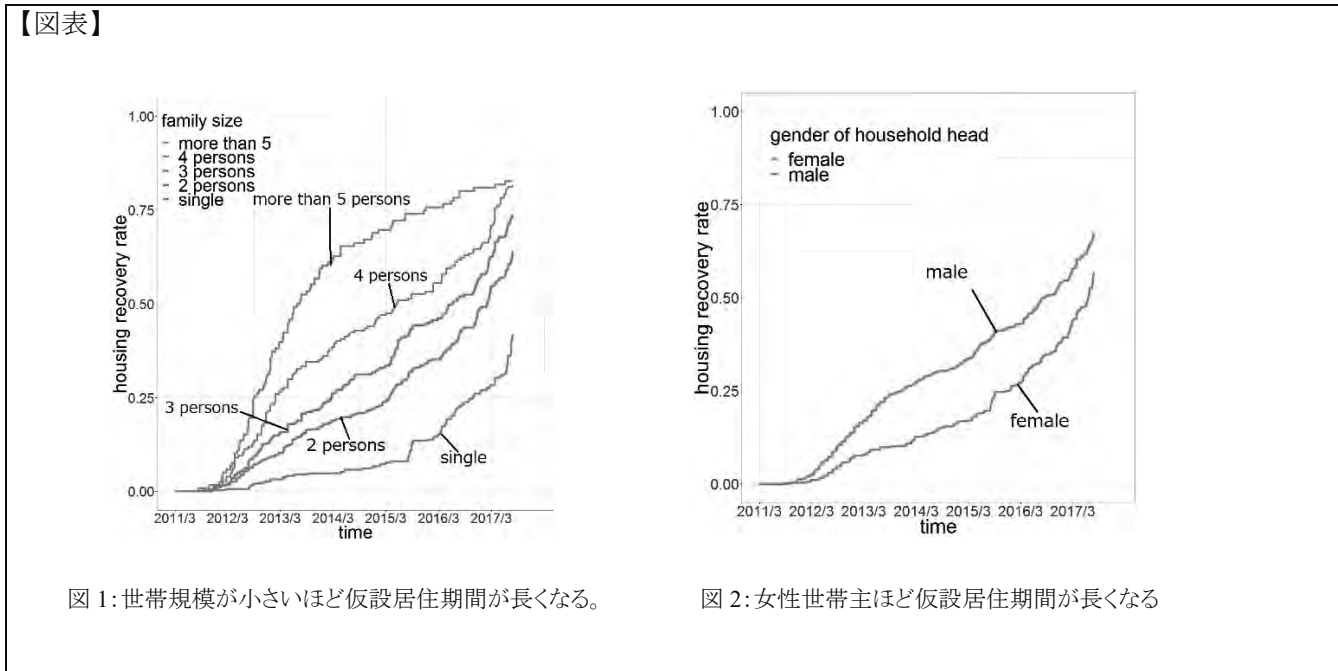 【図表】
1.00
family size
more than 5
4 persons
3 persons
2 persons
single
more than 5 persons
0.75
4 persons
0.50
0.25
3 persons
2 persons
single
0.00
housing recovery rate
2011/3 2012/3 2013/3 2014/3 2015/3 2016/3 2017/3
time
図 1:世帯規模が小さいほど仮設居住期間が長くなる。
1.00
gender of household head
female
male
0.75
male
0.50
0.25
female
0.00
housing recovery rate
2011/3 2012/3 2013/3 2014/3 2015/3 2016/3 2017/3
time
図 2:女性世帯主ほど仮設居住期間が長くなる